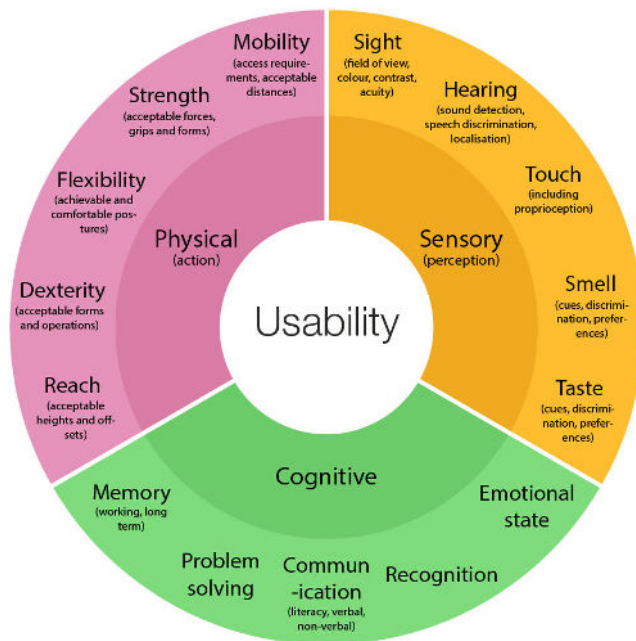 Usability
Physical
(action)
Mobility
(access require-
ments, acceptable
distances)
Strength
(acceptable forces,
grips and forms)
Flexibility
(achievable and
comfortable pos-
tures)
Dexterity
(acceptable forms
and operations)
Reach
(acceptable
heights and off-
sets)
Sensory
(perception)
Sight
(field of view,
colour, contrast,
acuity)
Hearing
(sound detection,
speech discrimination,
localisation)
Touch
(including
proprioception)
Smell
(cues, discrimi-
nation, prefer-
ences)
Taste
(cues, discrimi-
nation, prefer-
ences)
Cognitive
Memory
(working, long
term)
Problem
solving
Commun
-ication
(literacy, verbal,
non-verbal)
Recognition
Emotional
state